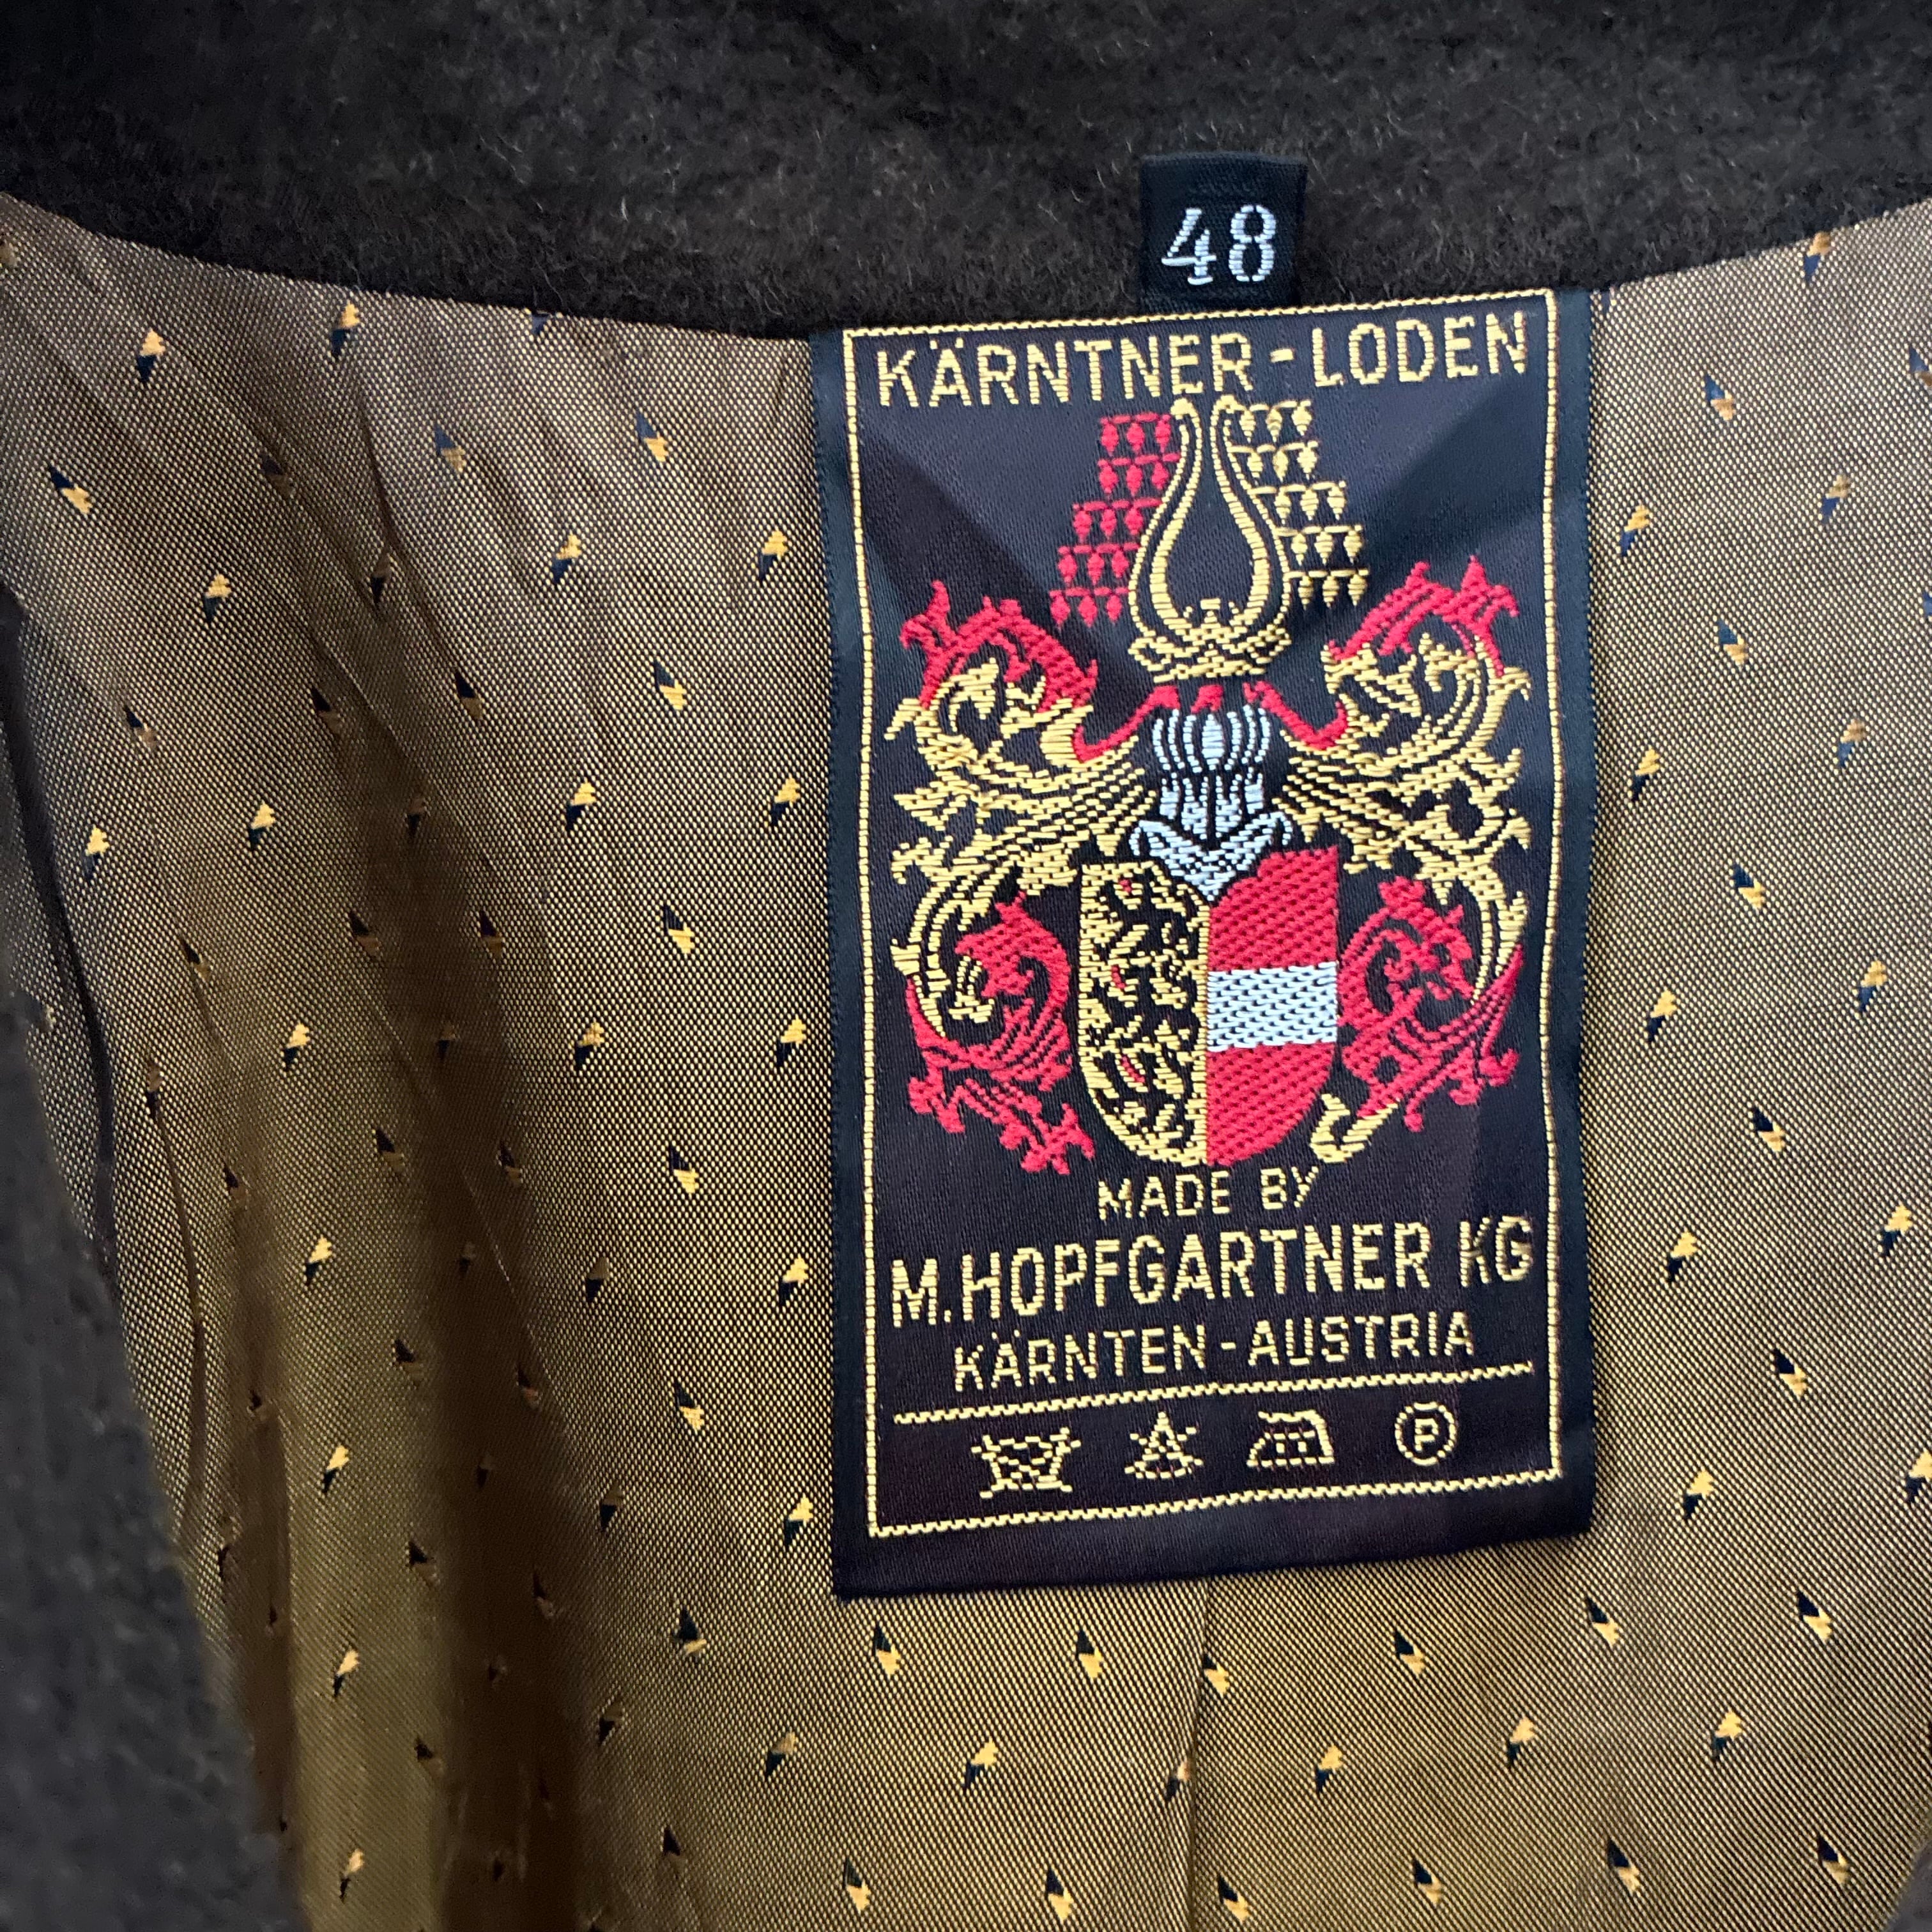 48
KÄRNTNER-LODEN
MADE BY
M.HOPFGARTNER KG
KÄRNTEN-AUSTRIA
P